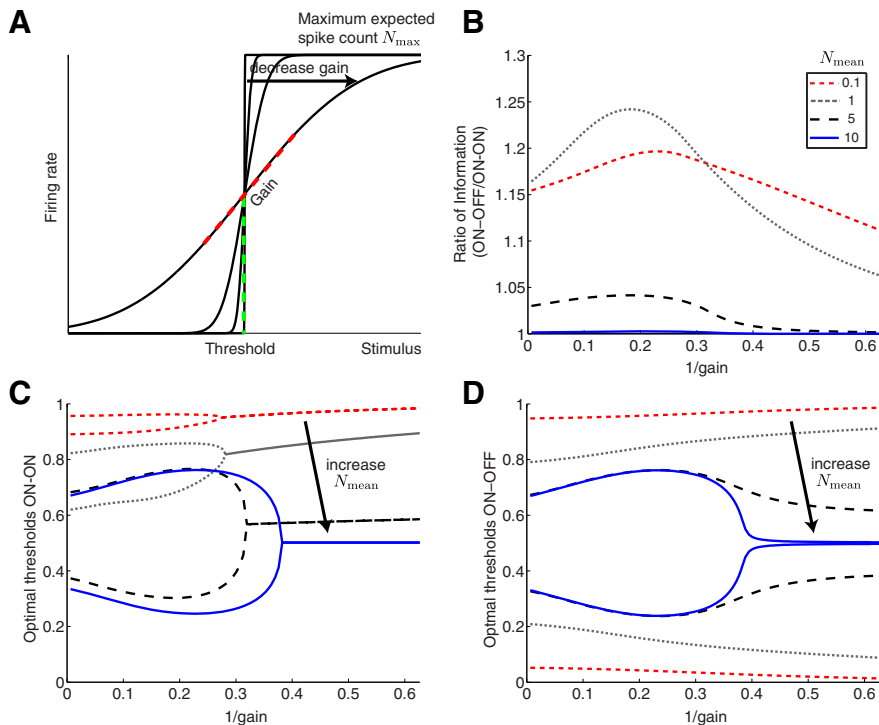 A
Maximum expected
spike count N_max
decrease gain
Gain
Firing rate
Threshold
Stimulus
B
N_mean
0.1
1
5
10
1.3
1.25
1.2
1.15
1.1
1.05
1
Ratio of Information
(ON−OFF/ON-ON)
0 0.1 0.2 0.3 0.4 0.5 0.6
1/gain
C
1
0.8
0.6
0.4
0.2
0
Optimal thresholds ON-ON
increase
N_mean
0 0.1 0.2 0.3 0.4 0.5 0.6
1/gain
D
1
0.8
0.6
0.4
0.2
0
Optmal thresholds ON−OFF
increase
N_mean
0 0.1 0.2 0.3 0.4 0.5 0.6
1/gain